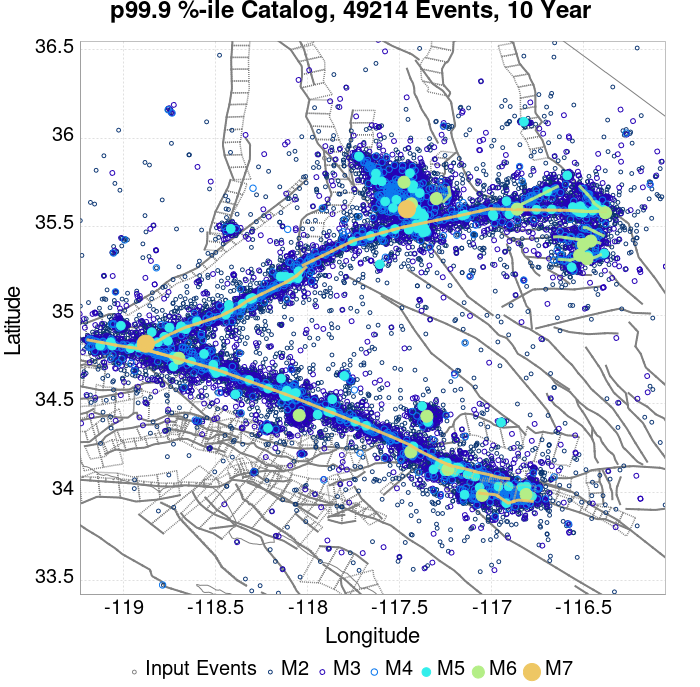 p99.9 %-ile Catalog, 49214 Events, 10 Year
36.5
36
35.5
35
34.5
34
33.5
Latitude
-119 -118.5 -118 -117.5 -117 -116.5
Longitude
Input Events M2 M3 M4 M5 M6 M7